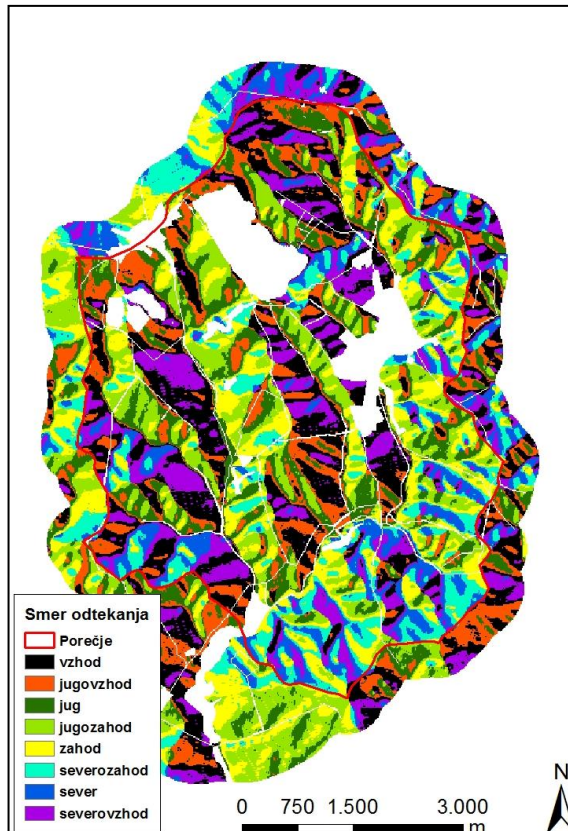 Smer odtekanja
Porečje
vzhod
jugovzhod
jug
jugozahod
zahod
severozahod
sever
severovzhod
0 750 1.500 3.000
m
N